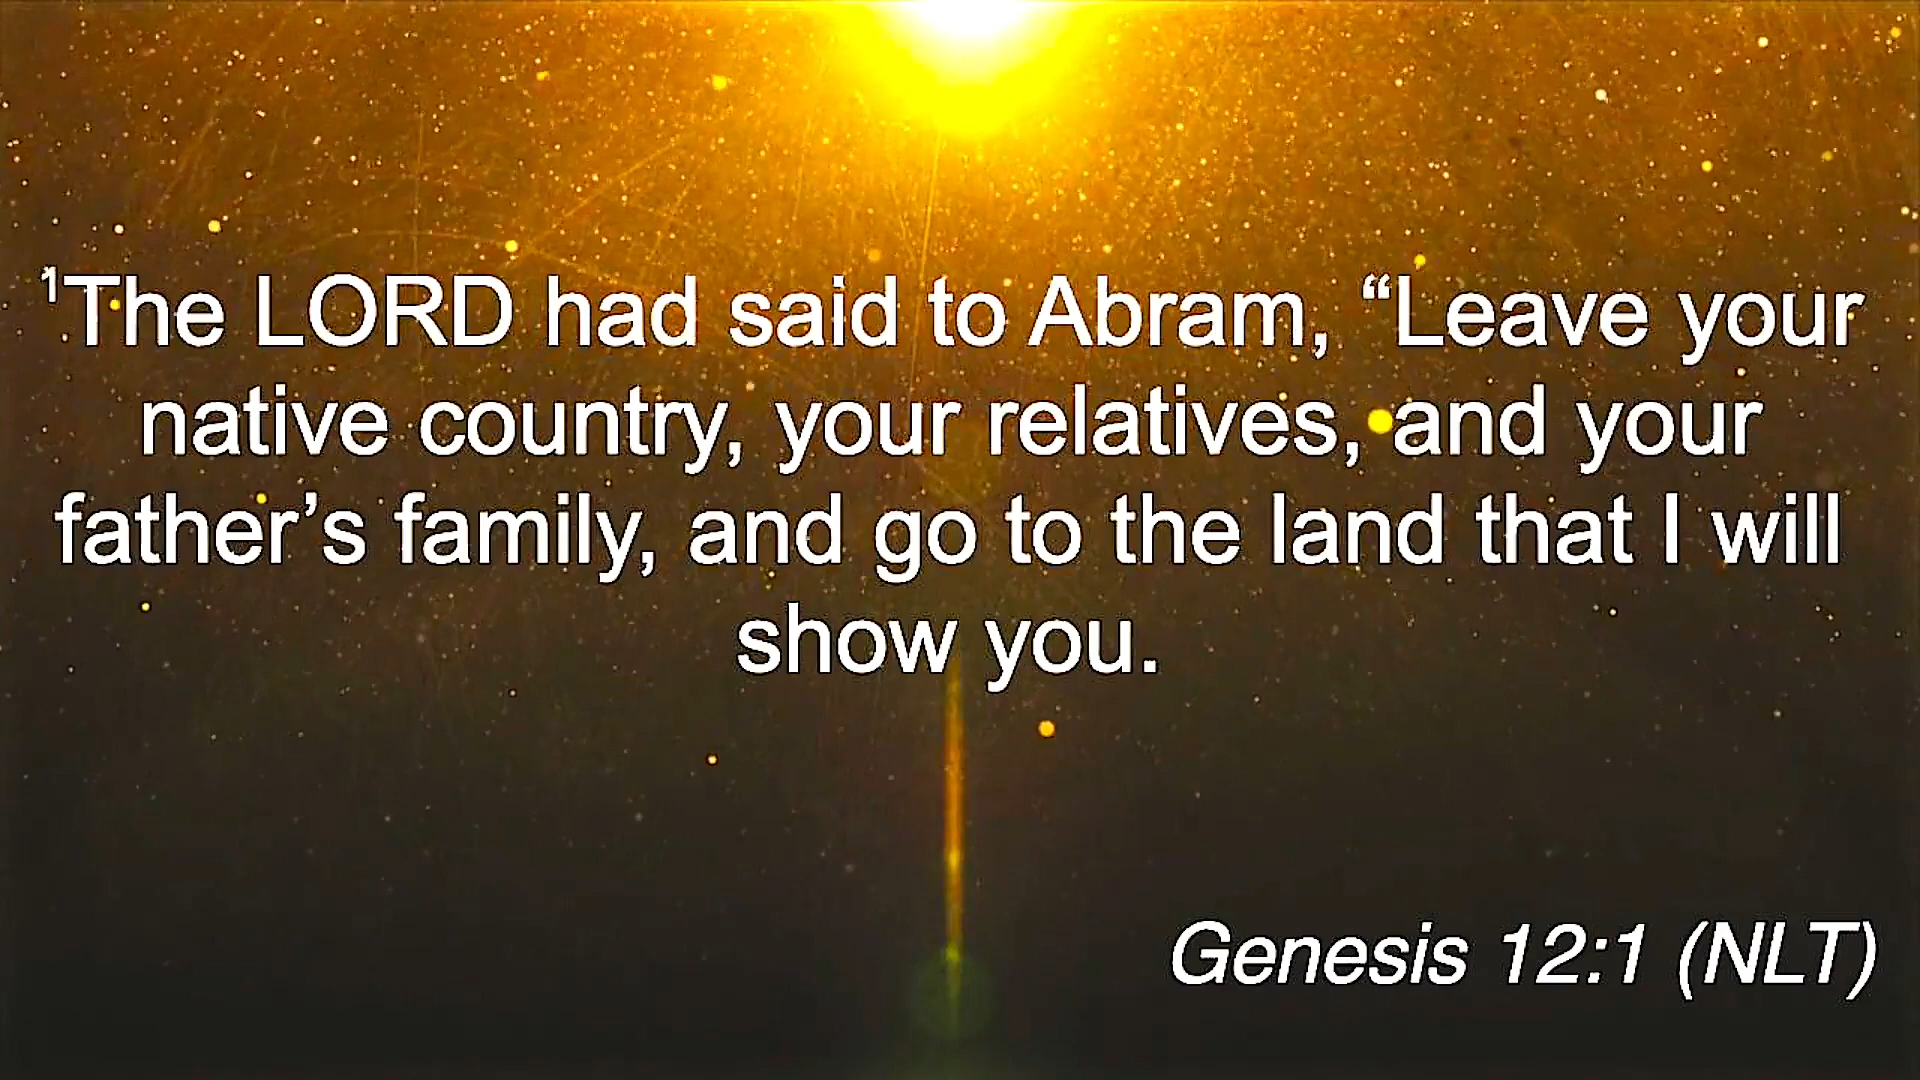 ¹The LORD had said to Abram, “Leave your
native country, your relatives, and your
father’s family, and go to the land that I will
show you.
Genesis 12:1 (NLT)